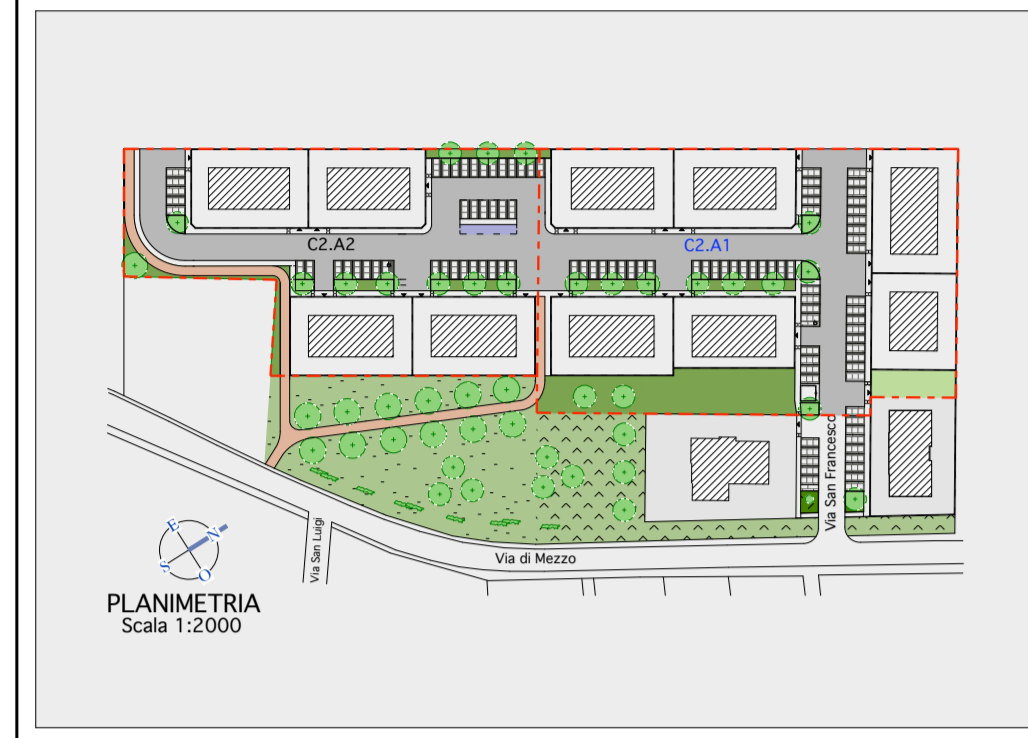 C2.A2
C2.A1
Via San Francesco
Via San Luigi
Via di Mezzo
E
N
S
O
PLANIMETRIA
Scala 1:2000